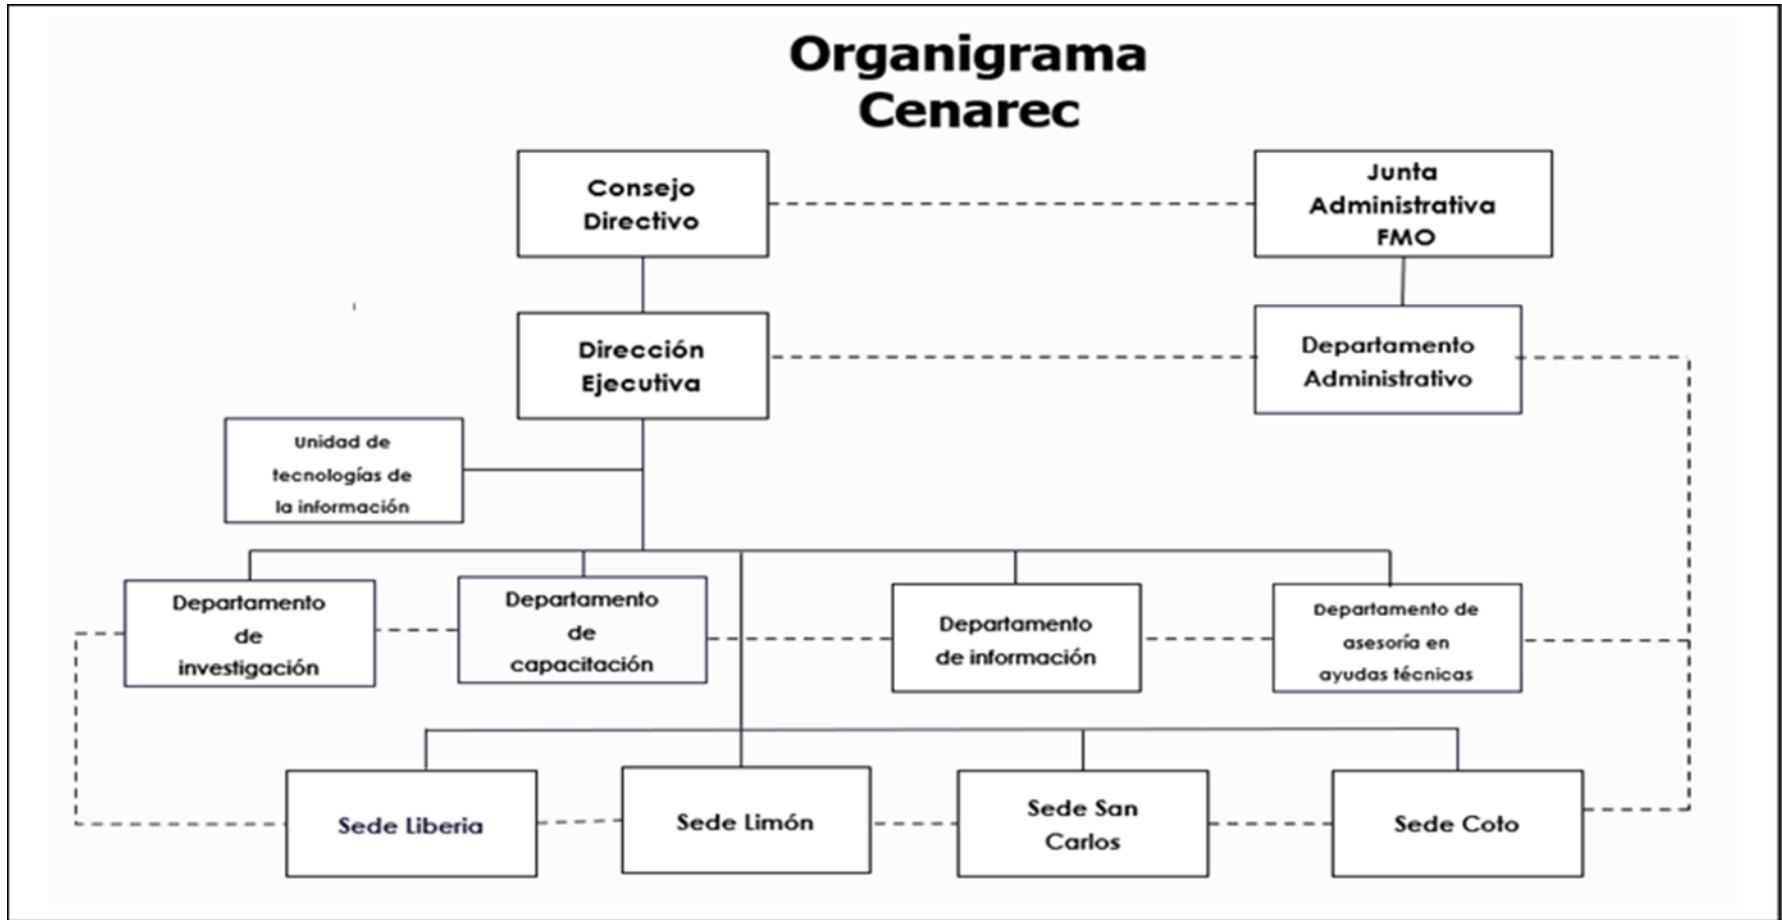 Organigrama
Cenarec
Consejo
Directivo
Junta
Administrativa
FMO
Dirección
Ejecutiva
Departamento
Administrativo
Unidad de
tecnologías de
la información
Departamento
de
investigación
Departamento
de
capacitación
Departamento
de información
Departamento de
asesoría en
ayudas técnicas
Sede Liberia
Sede Limón
Sede San
Carlos
Sede Coto